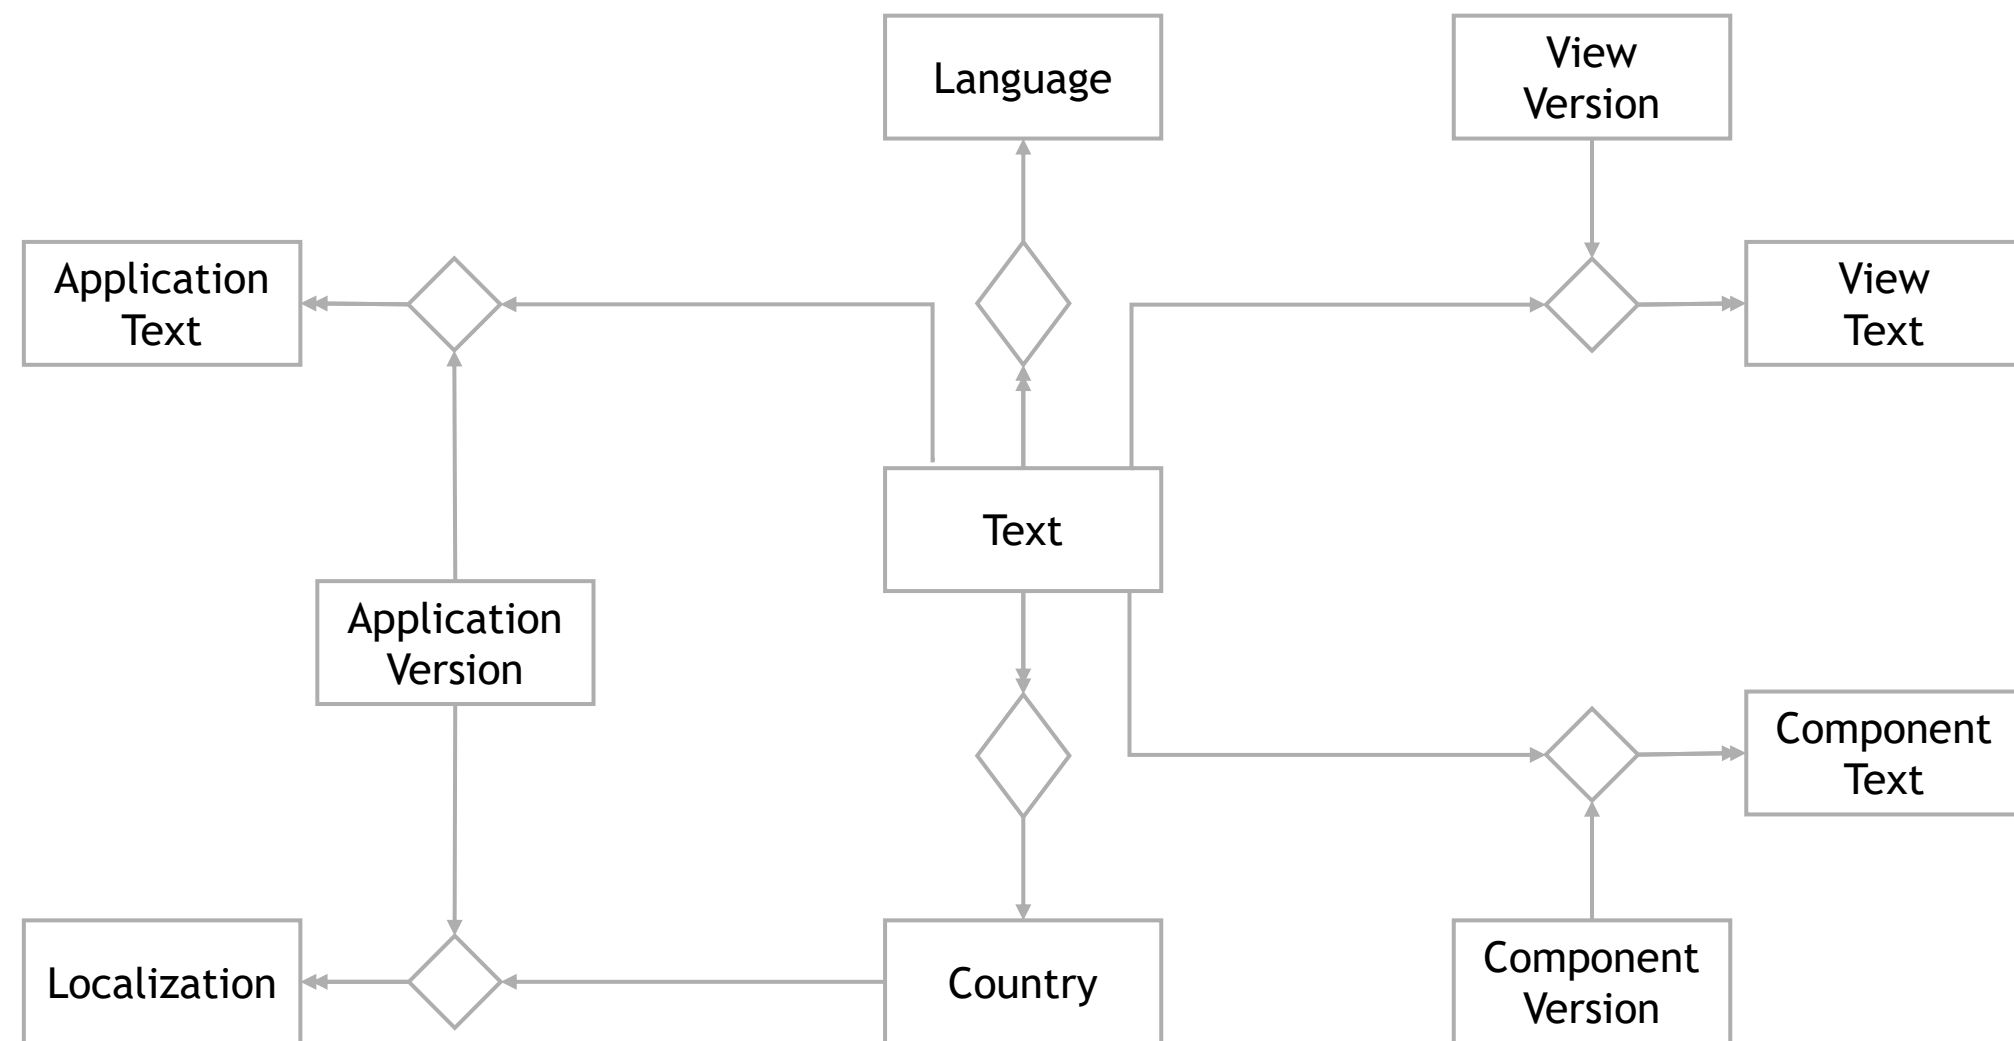 Language
View
Version
Application
Text
View
Text
Text
Application
Version
Component
Text
Localization
Country
Component
Version